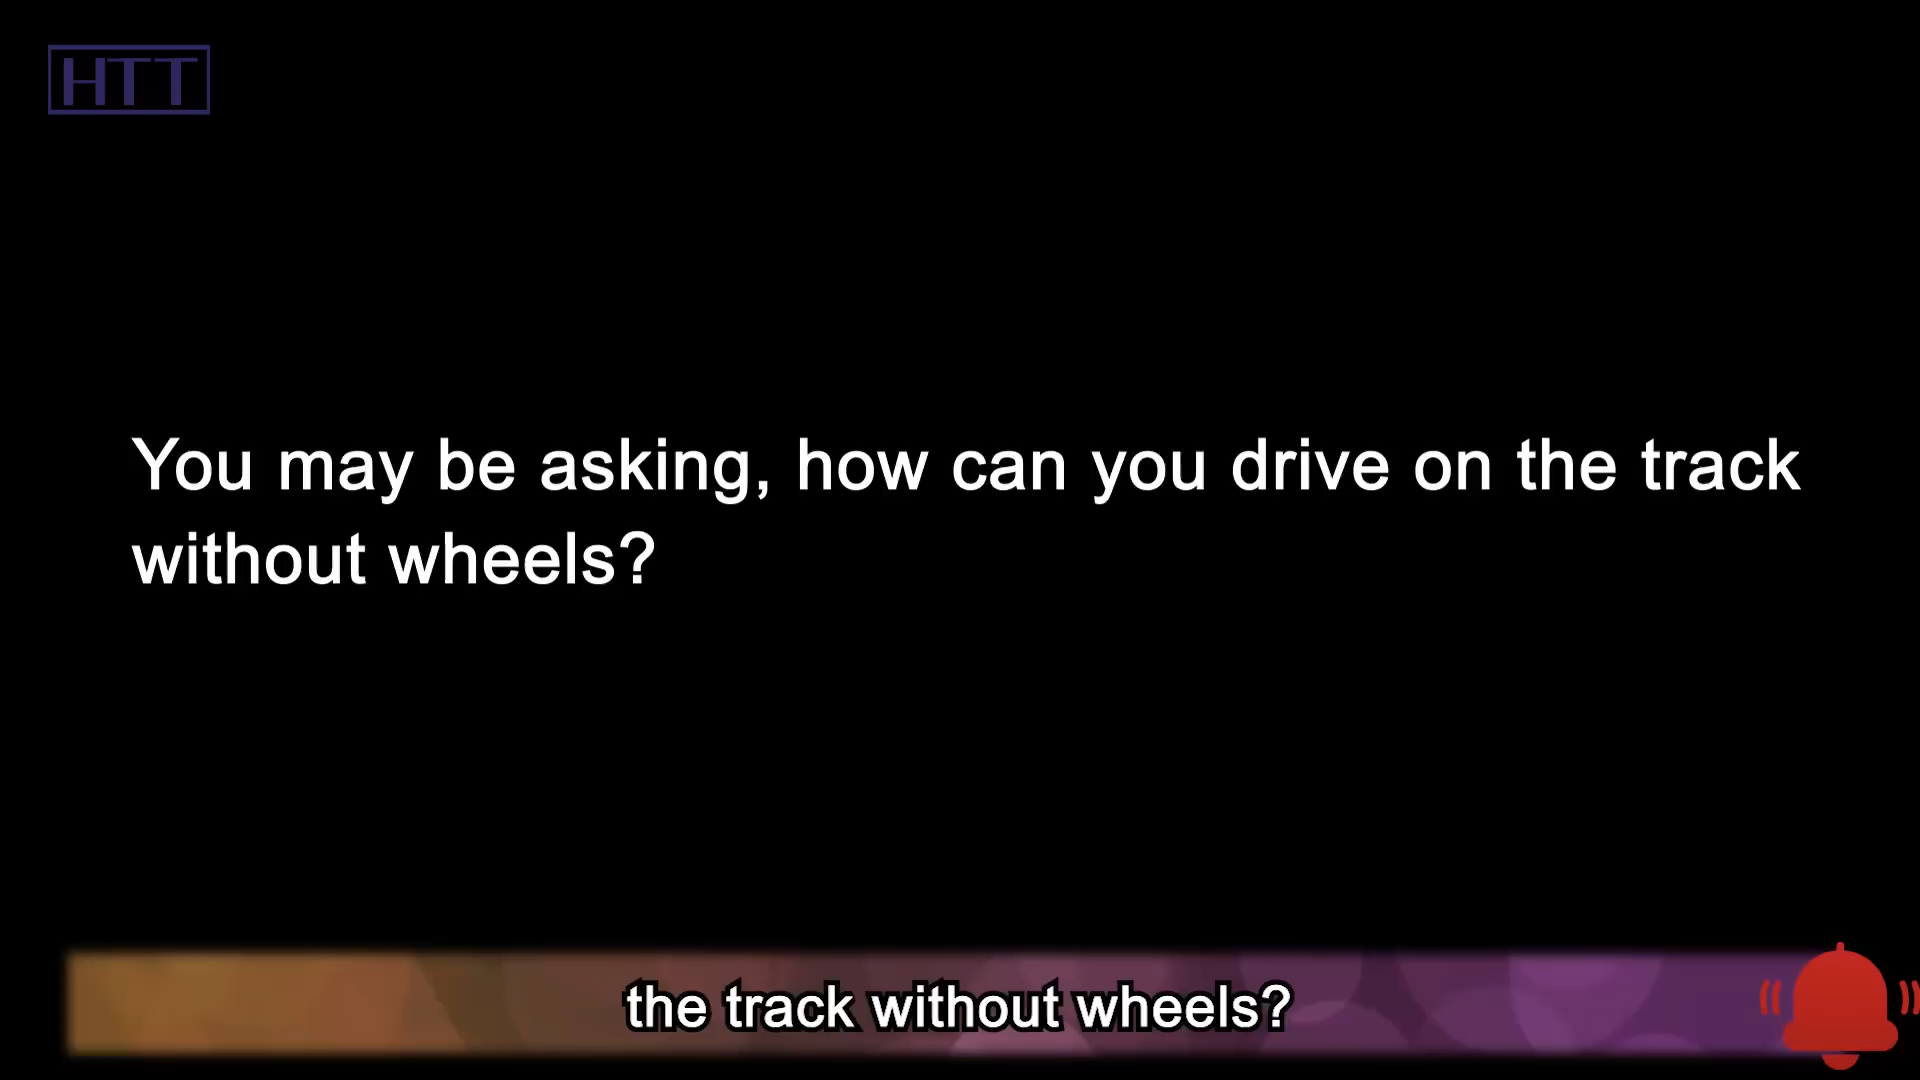 HTT
You may be asking, how can you drive on the track
without wheels?
the track without wheels?